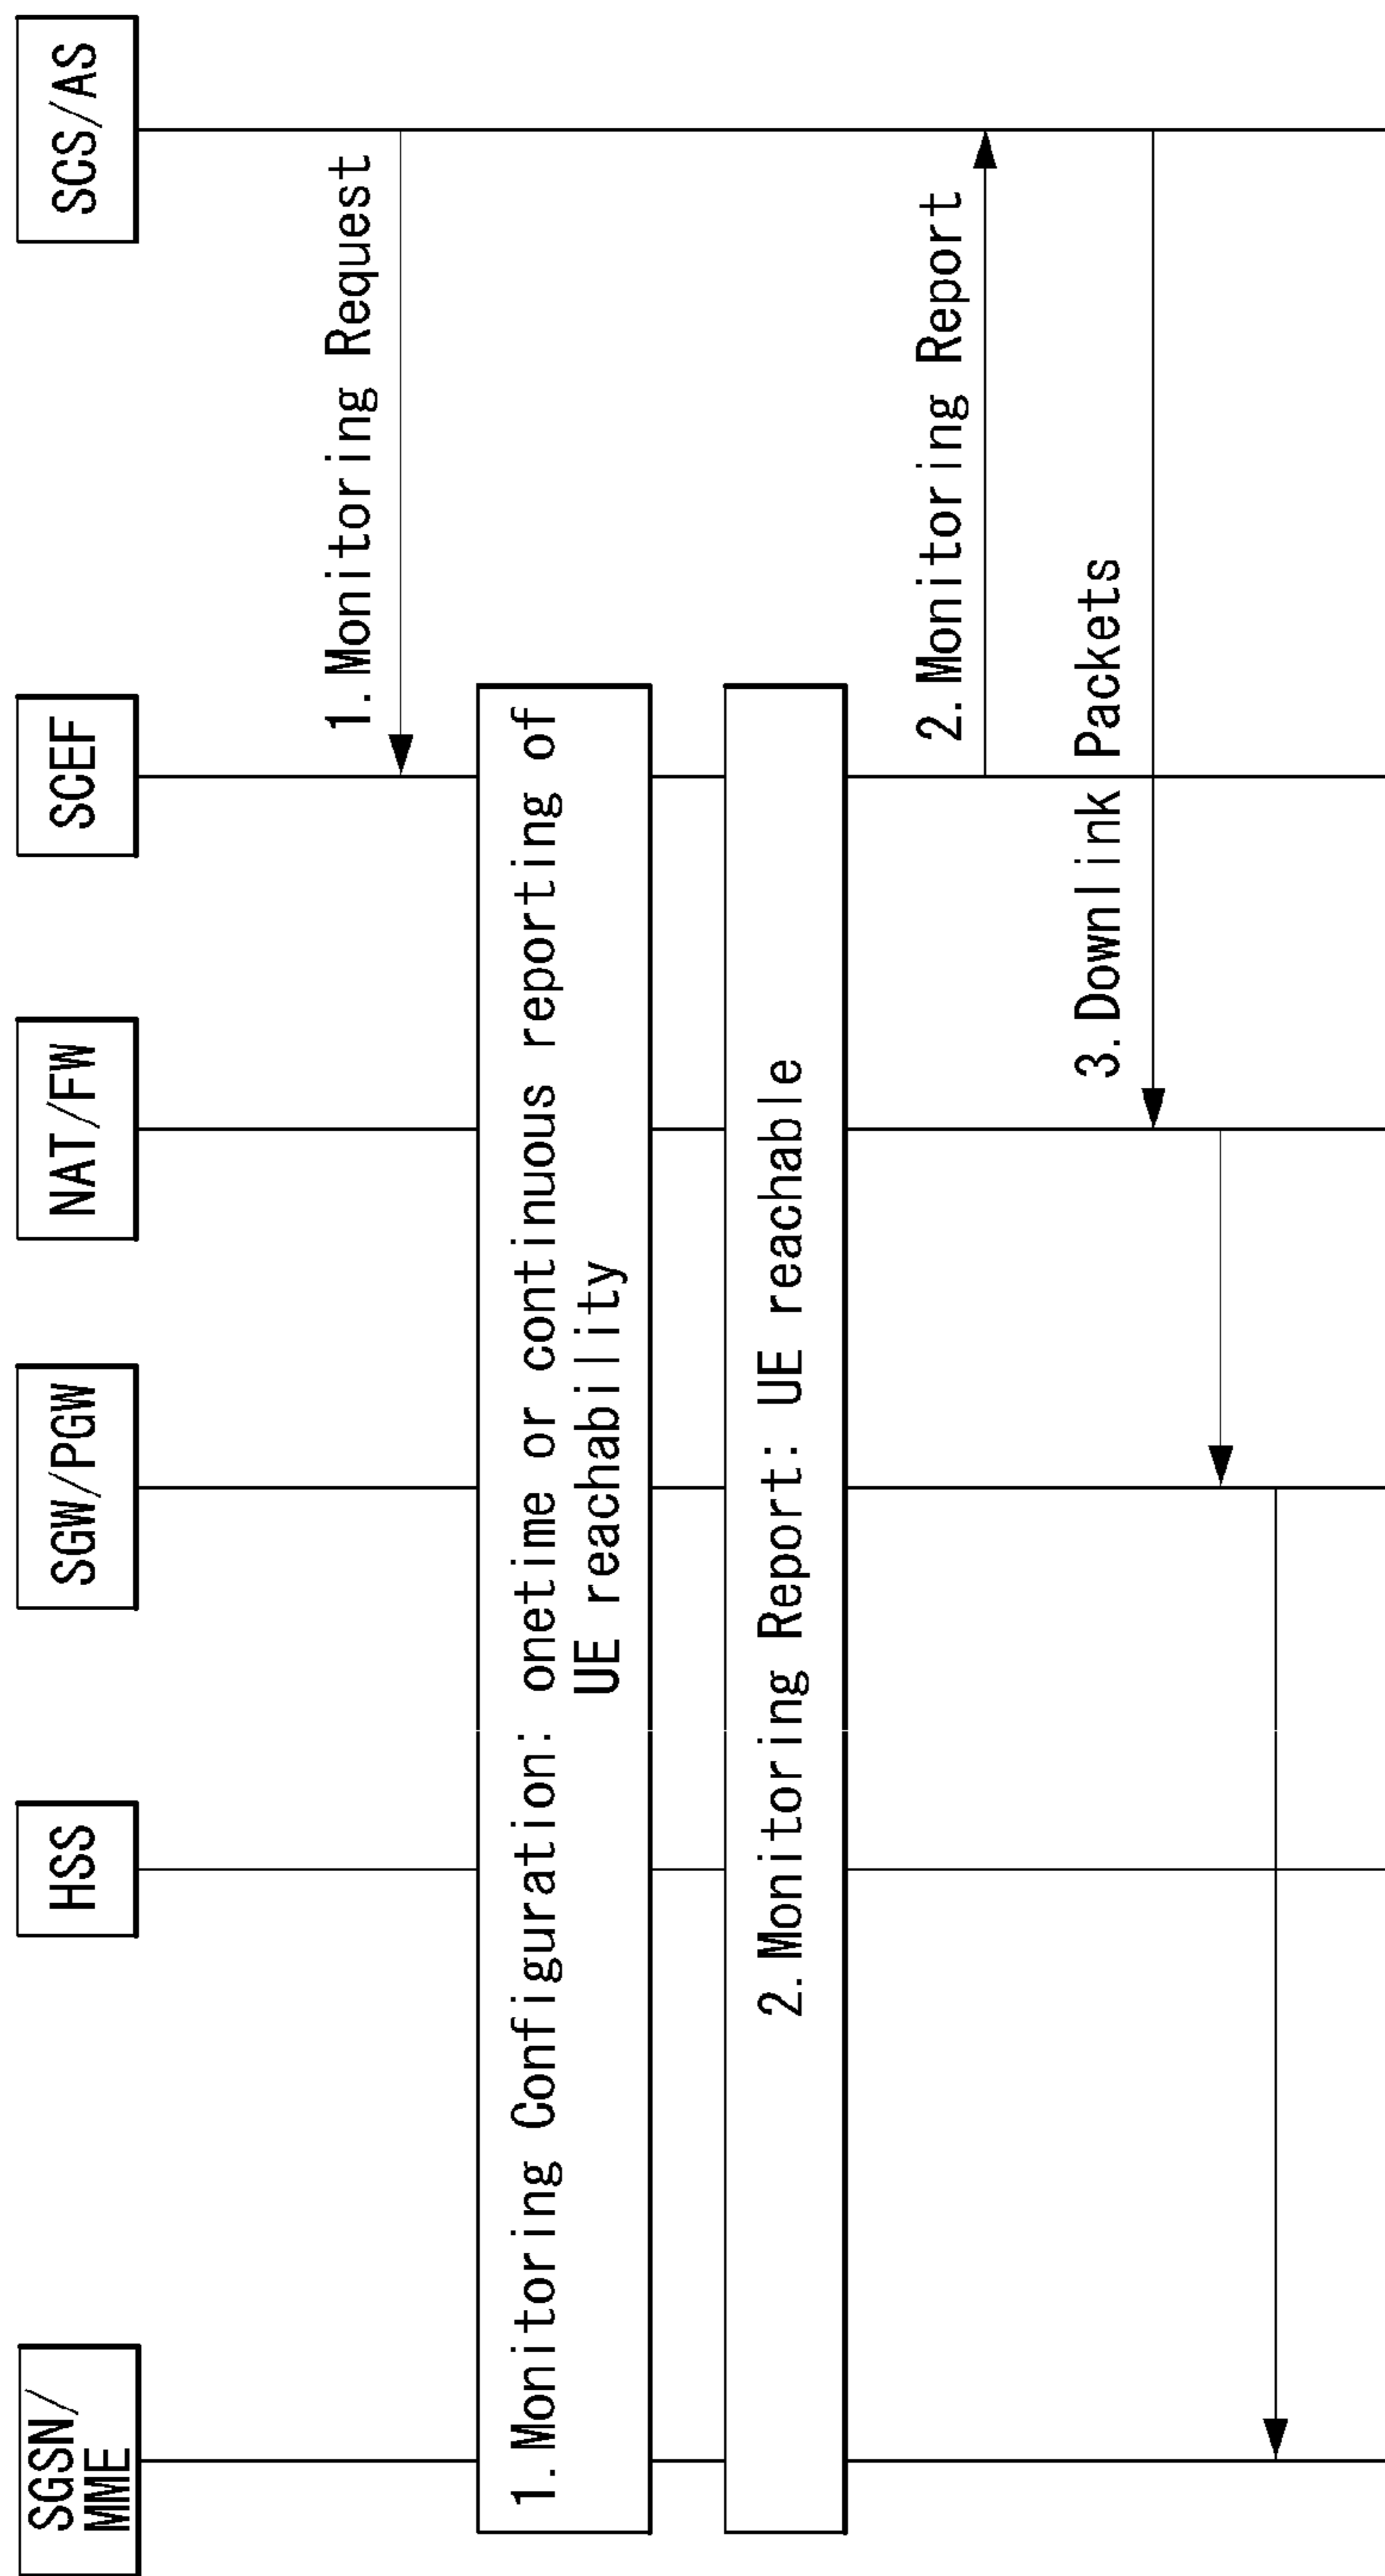 SGSN/
MME
HSS
SGW/PGW
NAT/FW
SCEF
SCS/AS
1.Monitoring Request
1.Monitoring Configuration: onetime or continuous reporting of
UE reachability
2.Monitoring Report: UE reachable
2.Monitoring Report
3.Downlink Packets